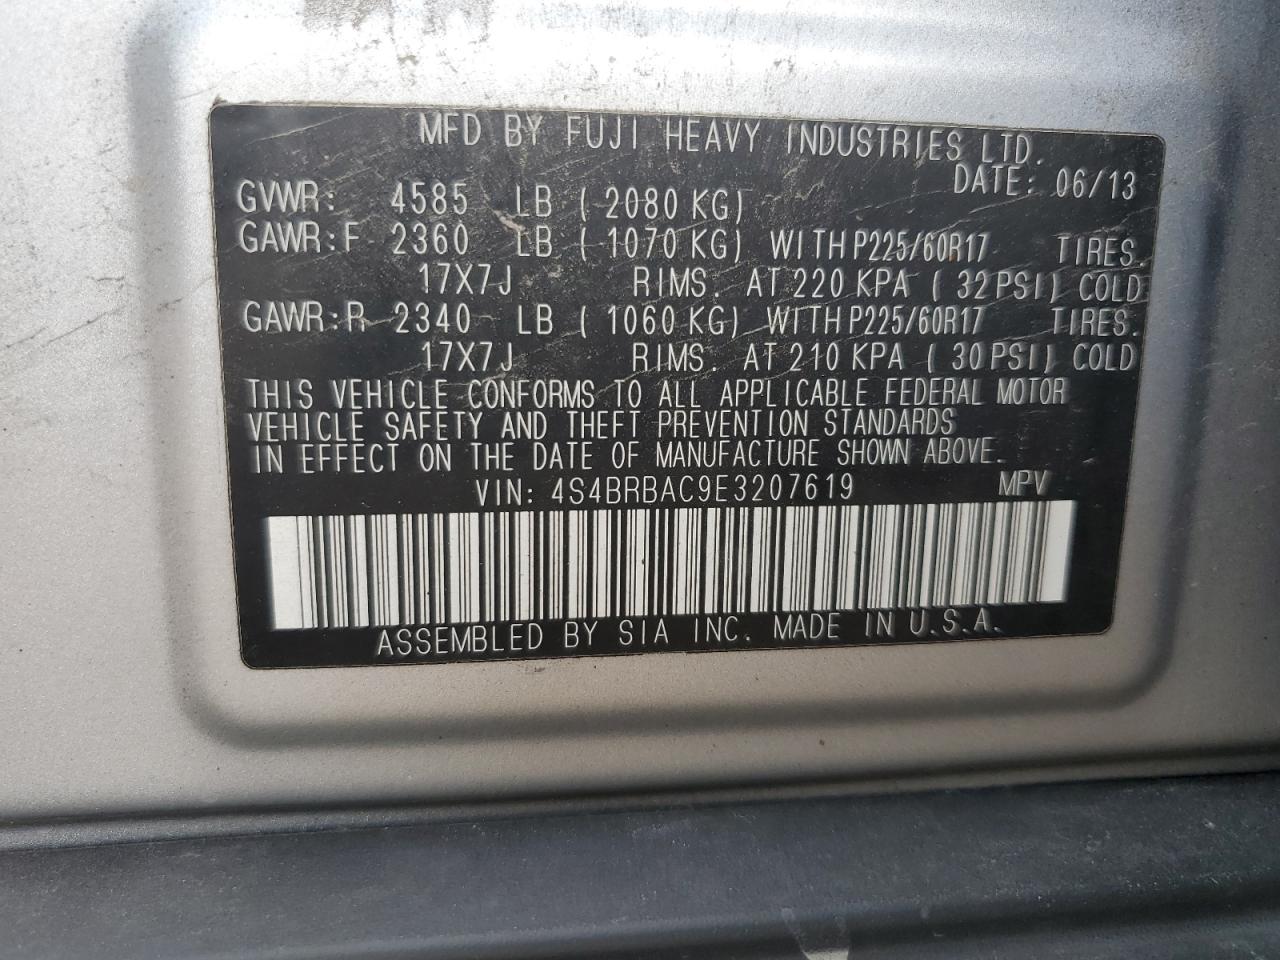 MFD BY FUJI HEAVY INDUSTRIES LTD.
DATE: 06/13
GVWR: 4585 LB (2080 KG)
GAWR:F 2360 LB (1070 KG) WITH P225/60R17 TIRES.
17X7J RIMS. AT 220 KPA (32 PSI) COLD
GAWR:R 2340 LB (1060 KG) WITH P225/60R17 TIRES.
17X7J RIMS. AT 210 KPA (30 PSI) COLD
THIS VEHICLE CONFORMS TO ALL APPLICABLE FEDERAL MOTOR
VEHICLE SAFETY AND THEFT PREVENTION STANDARDS
IN EFFECT ON THE DATE OF MANUFACTURE SHOWN ABOVE.
VIN: 4S4BRBAC9E3207619 MPV
ASSEMBLED BY SIA INC. MADE IN U.S.A.